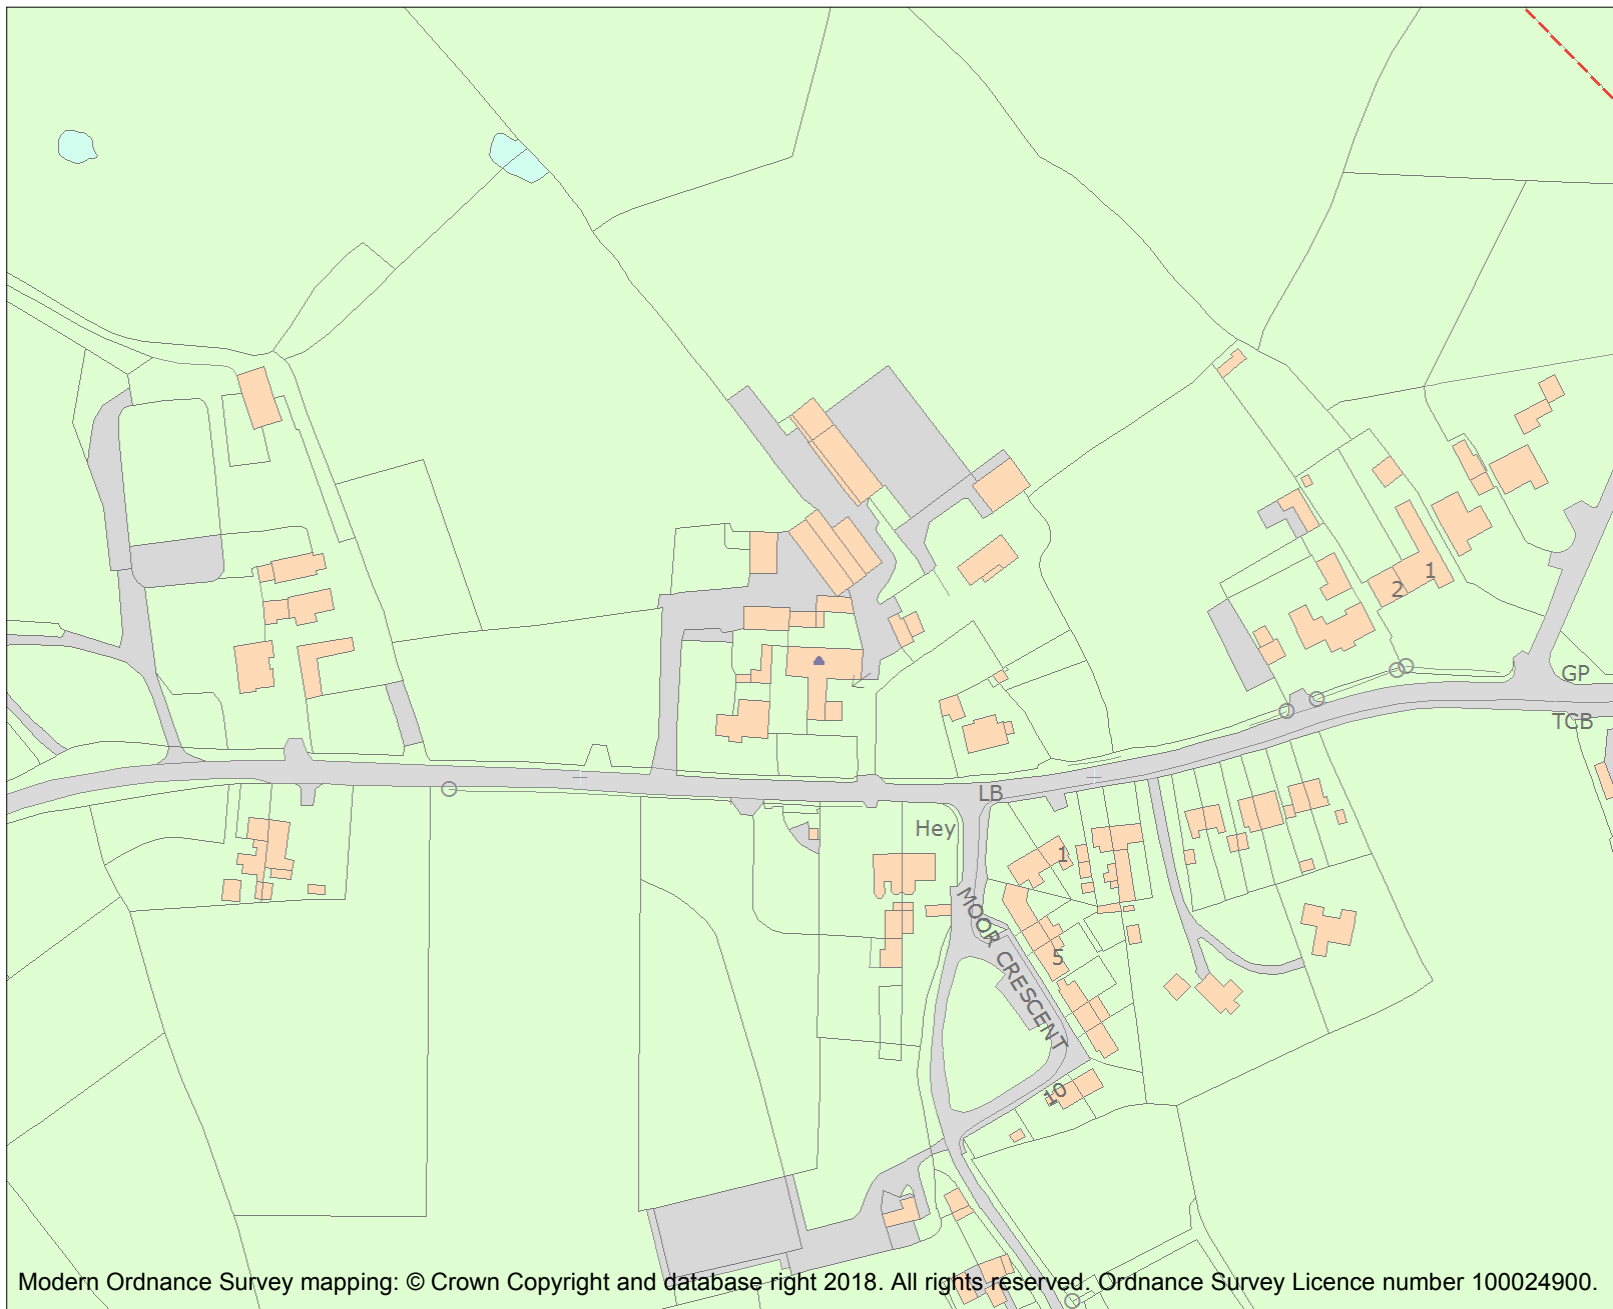 1
2
GP
TCB
LB
Hey
1
MOOR CRESCENT
5
10
Modern Ordnance Survey mapping: © Crown Copyright and database right 2018. All rights reserved. Ordnance Survey Licence number 100024900.